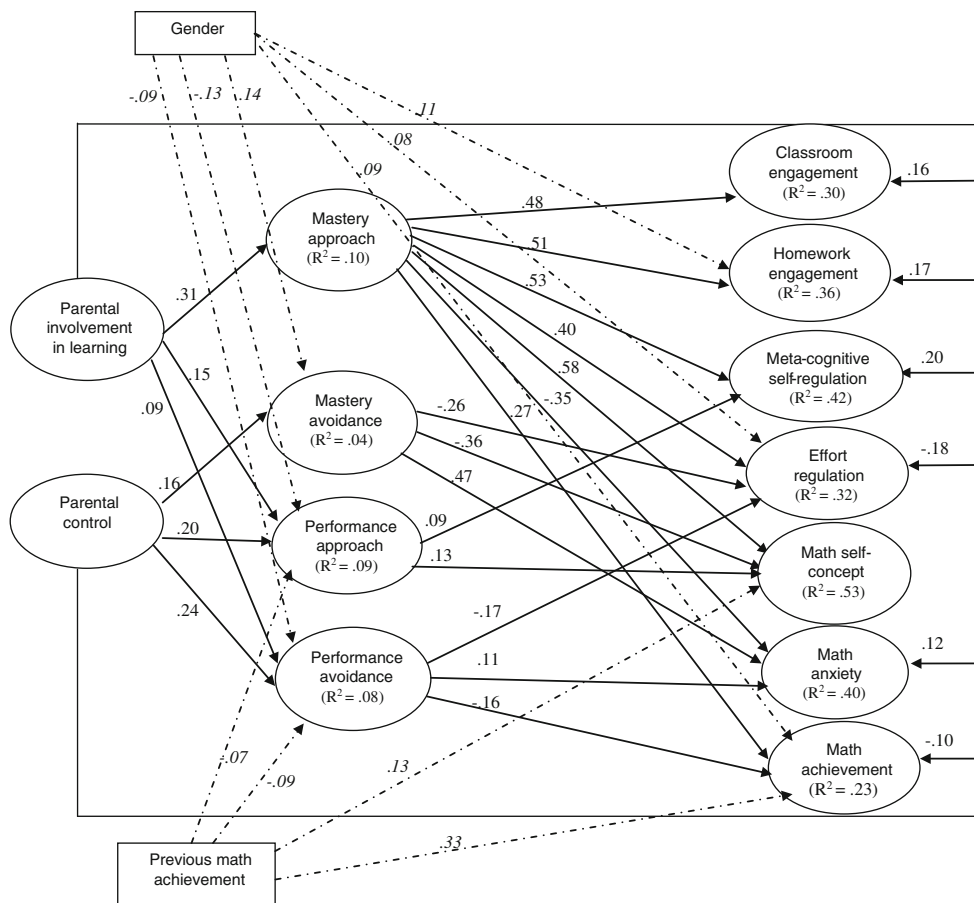 Gender
-.09
-.13
.14
.11
.08
.09
Classroom
engagement
(R² = .30)
.16
Mastery
approach
(R² = .10)
.48
.51
.53
.40
.58
-.35
.27
Homework
engagement
(R² = .36)
.17
Parental
involvement
in learning
.31
.15
.09
Meta-cognitive
self-regulation
(R² = .42)
.20
Mastery
avoidance
(R² = .04)
-.26
-.36
.47
Effort
regulation
(R² = .32)
-.18
Parental
control
.16
.20
.24
Performance
approach
(R² = .09)
.09
.13
Math self-
concept
(R² = .53)
Performance
avoidance
(R² = .08)
-.17
.11
-.16
Math
anxiety
(R² = .40)
.12
Math
achievement
(R² = .23)
-.10
-.07
-.09
.13
.33
Previous math
achievement